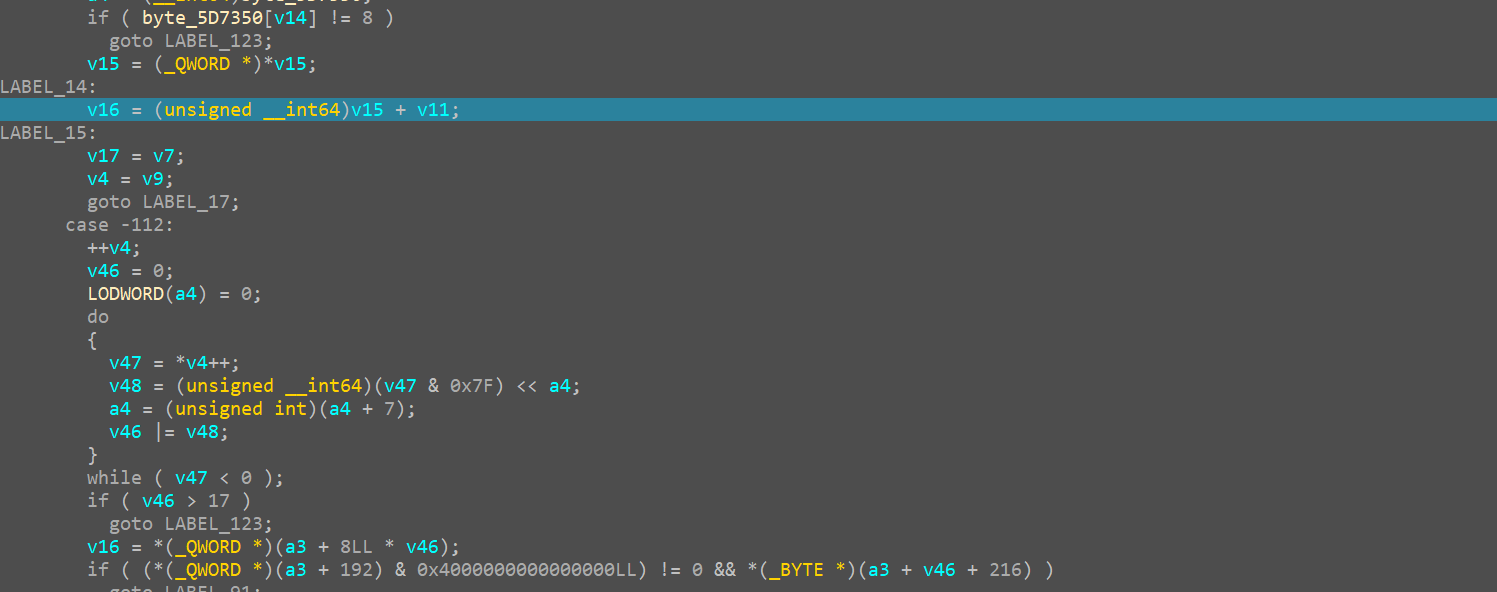 if ( byte_5D7350[v14] != 8 )
goto LABEL_123;
v15 = (_QWORD *)*v15;
LABEL_14:
v16 = (unsigned __int64)v15 + v11;
LABEL_15:
v17 = v7;
v4 = v9;
goto LABEL_17;
case -112:
++v4;
v46 = 0;
LODWORD(a4) = 0;
do
{
v47 = *v4++;
v48 = (unsigned __int64)(v47 & 0x7F) << a4;
a4 = (unsigned int)(a4 + 7);
v46 |= v48;
}
while ( v47 < 0 );
if ( v46 > 17 )
goto LABEL_123;
v16 = *(_QWORD *)(a3 + 8LL * v46);
if ( (*(_QWORD *)(a3 + 192) & 0x4000000000000000LL) != 0 && *(_BYTE *)(a3 + v46 + 216) )
goto LABEL_91;